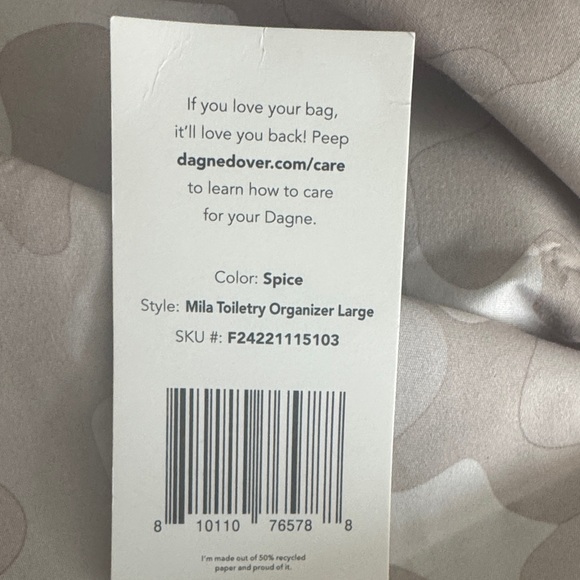 If you love your bag,
it'll love you back! Peep
dagnedover.com/care
to learn how to care
for your Dagne.
Color: Spice
Style: Mila Toiletry Organizer Large
SKU #: F24221115103
8 10110 76578 8
I'm made out of 50% recycled
paper and proud of it.